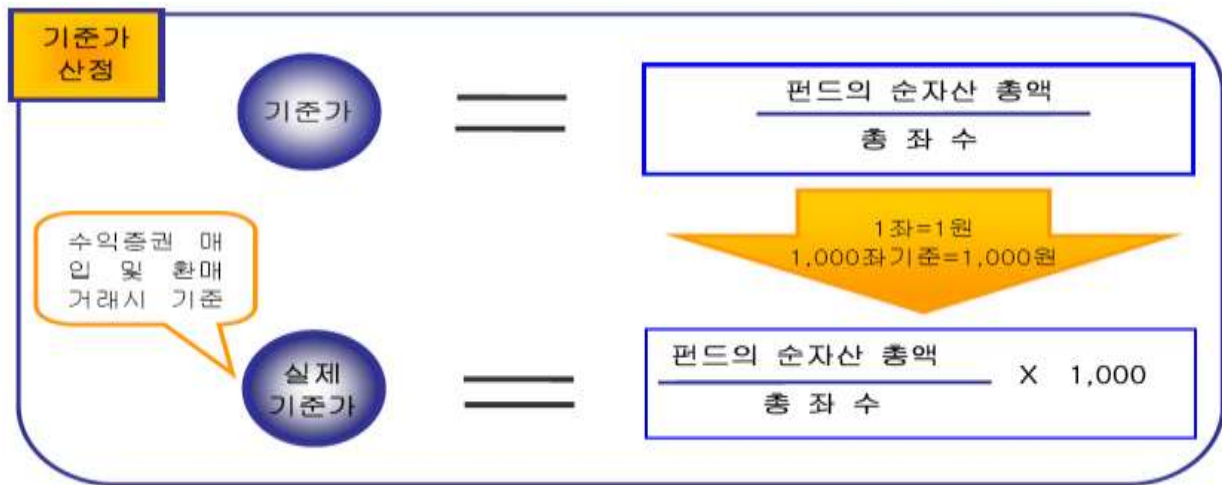 기준가
산정
기준가
펀드의 순자산 총액
총 좌 수
1좌=1원
1,000좌기준=1,000원
수익증권 매
입 및 환매
거래시 기준
실제
기준가
펀드의 순자산 총액
총 좌 수
X 1,000